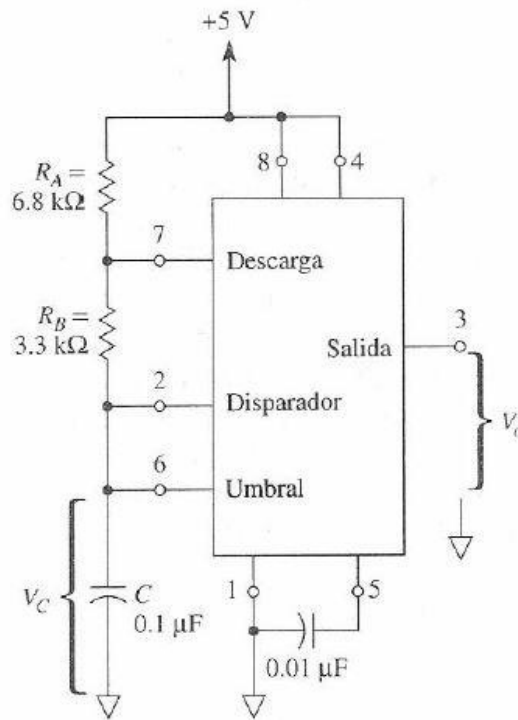 +5 V
R_A =
6.8 kΩ
8
4
7
Descarga
R_B =
3.3 kΩ
3
Salida
2
Disparador
V_o
6
Umbral
V_C
C
0.1 μF
1
5
0.01 μF